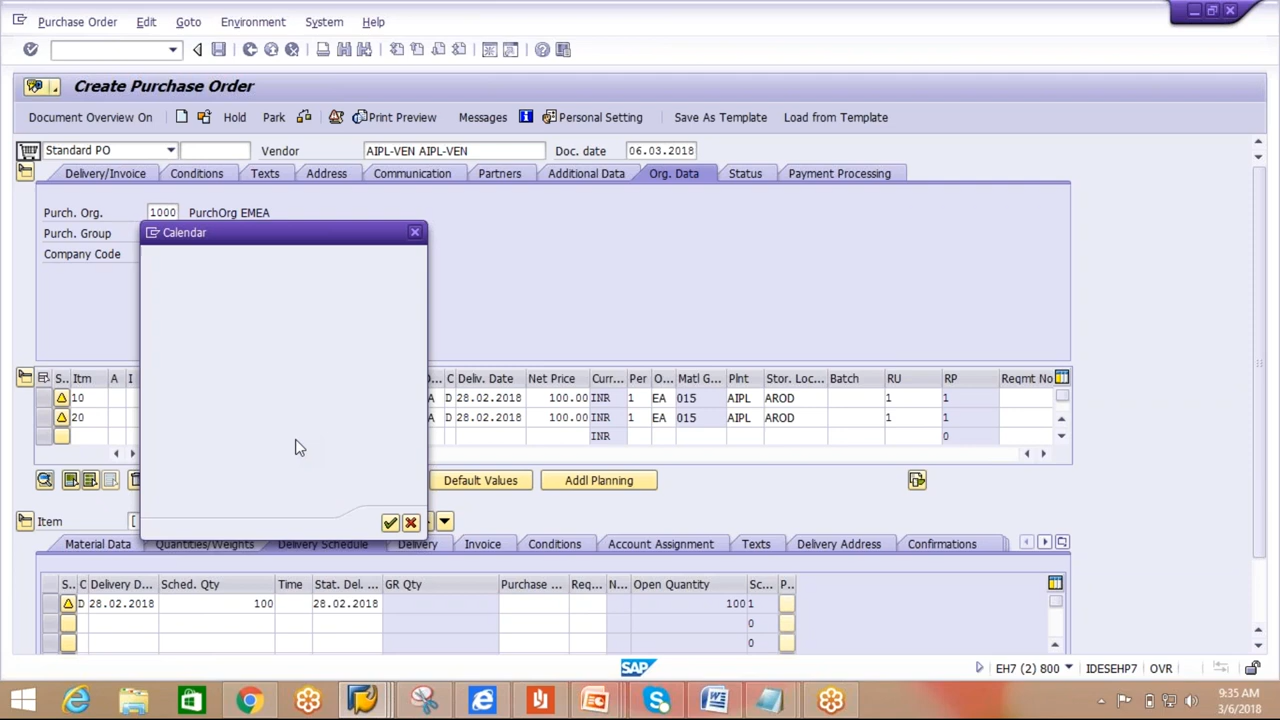 Purchase Order Edit Goto Environment System Help
Create Purchase Order
Document Overview On Hold Park Print Preview Messages Personal Setting Save As Template Load from Template
Standard PO Vendor AIPL-VEN AIPL-VEN Doc. date 06.03.2018
Delivery/Invoice Conditions Texts Address Communication Partners Additional Data Org. Data Status Payment Processing
Purch. Org. 1000 PurchOrg EMEA
Purch. Group
Company Code
Calendar
S.. Itm A I D... C Deliv. Date Net Price Curr... Per O... Matl G... Plnt Stor. Loc... Batch RU RP Reqmt No
10 A D 28.02.2018 100.00 INR 1 EA 015 AIPL AROD 1 1
20 A D 28.02.2018 100.00 INR 1 EA 015 AIPL AROD 1 1
INR 0
Default Values Addl Planning
Item [
Material Data Quantities/Weights Delivery Schedule Delivery Invoice Conditions Account Assignment Texts Delivery Address Confirmations
S.. C Delivery D... Sched. Qty Time Stat. Del. ... GR Qty Purchase ... Req... N... Open Quantity Sc... P..
D 28.02.2018 100 28.02.2018 100 1
0
0
SAP EH7 (2) 800 IDESEHP7 OVR
9:35 AM
3/6/2018